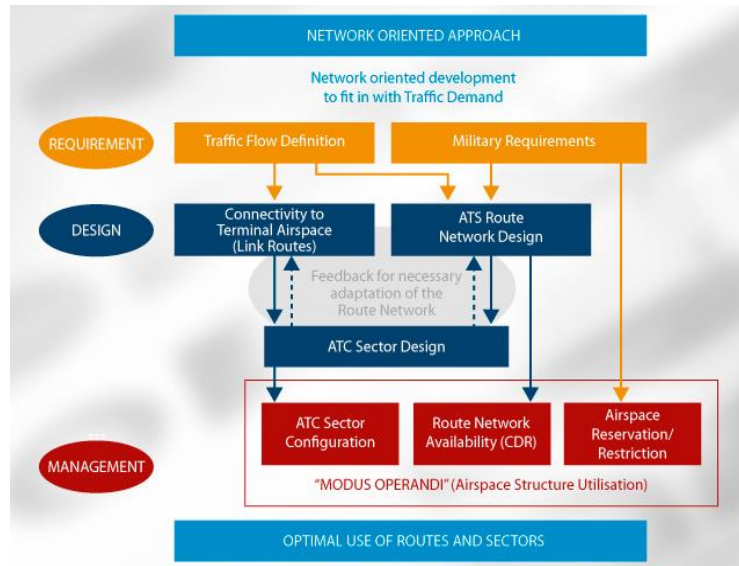 NETWORK ORIENTED APPROACH
Network oriented development
to fit in with Traffic Demand
REQUIREMENT
Traffic Flow Definition
Military Requirements
DESIGN
Connectivity to
Terminal Airspace
(Link Routes)
ATS Route
Network Design
Feedback for necessary
adaptation of the
Route Network
ATC Sector Design
MANAGEMENT
ATC Sector
Configuration
Route Network
Availability (CDR)
Airspace
Reservation/
Restriction
“MODUS OPERANDI” (Airspace Structure Utilisation)
OPTIMAL USE OF ROUTES AND SECTORS